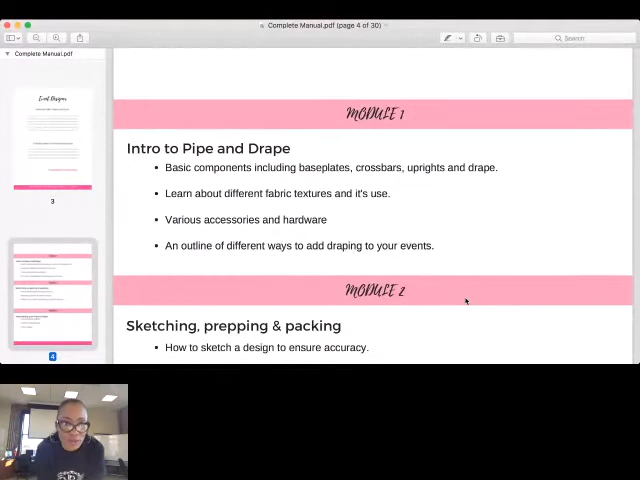 Complete Manual.pdf (page 4 of 30)
Search
Complete Manual.pdf
Event Designer
3
4
MODULE 1
Intro to Pipe and Drape
• Basic components including baseplates, crossbars, uprights and drape.
• Learn about different fabric textures and it's use.
• Various accessories and hardware
• An outline of different ways to add draping to your events.
MODULE 2
Sketching, prepping & packing
• How to sketch a design to ensure accuracy.